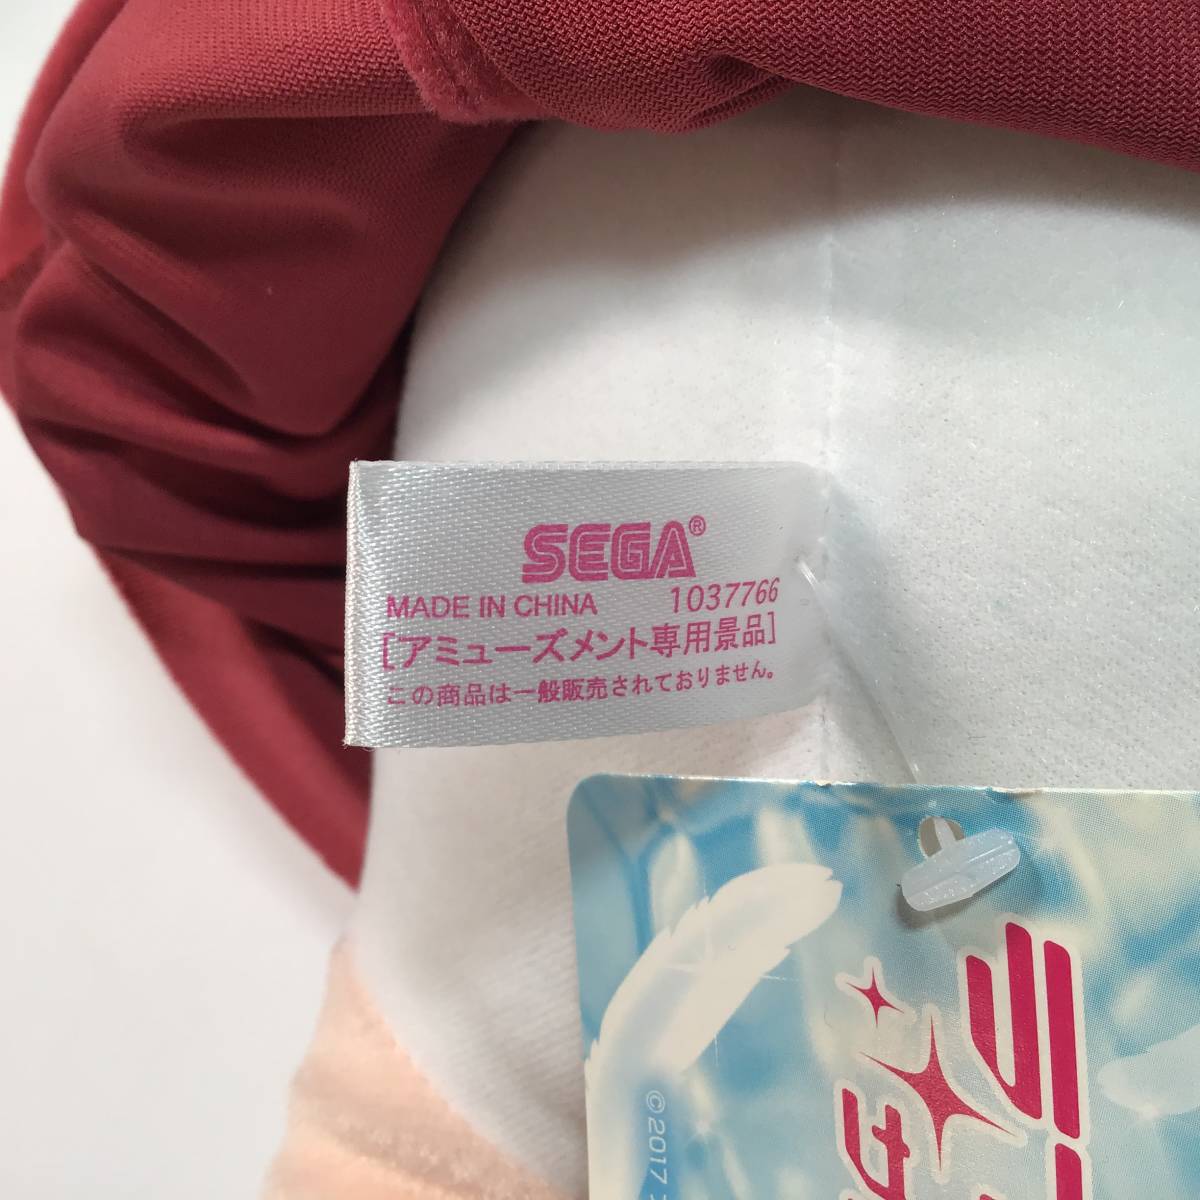 SEGA®
MADE IN CHINA 1037766
[アミューズメント専用景品]
この商品は一般販売されておりません。
©2017